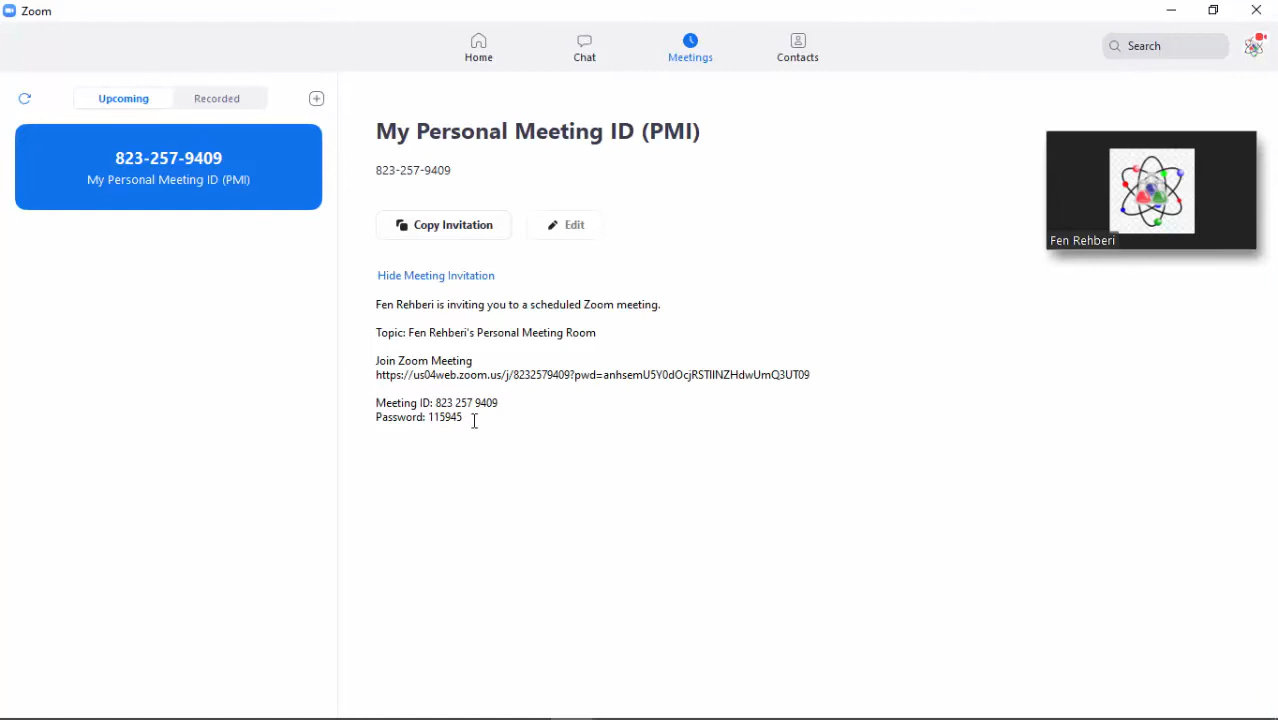 Zoom
Home
Chat
Meetings
Contacts
Search
Upcoming
Recorded
823-257-9409
My Personal Meeting ID (PMI)
My Personal Meeting ID (PMI)
823-257-9409
Copy Invitation
Edit
Hide Meeting Invitation
Fen Rehberi is inviting you to a scheduled Zoom meeting.
Topic: Fen Rehberi's Personal Meeting Room
Join Zoom Meeting
https://us04web.zoom.us/j/8232579409?pwd=anhsemU5Y0dOcjRSTllNZHdwUmQ3UT09
Meeting ID: 823 257 9409
Password: 115945
Fen Rehberi